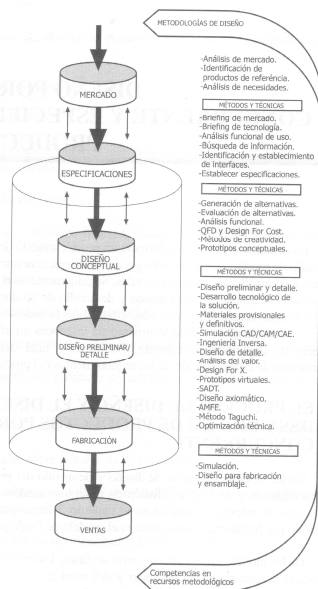 METODOLOGÍAS DE DISEÑO
MERCADO
-Análisis de mercado.
-Identificación de
productos de referéncia.
-Análisis de necesidades.
MÉTODOS Y TÉCNICAS
-Briefing de mercado.
-Briefing de tecnología.
-Análisis funcional de uso.
-Búsqueda de información.
-Identificación y establecimiento
de interfaces.
-Establecer especificaciones.
ESPECIFICACIONES
MÉTODOS Y TÉCNICAS
-Generación de alternativas.
-Evaluación de alternativas.
-Análisis funcional.
-QFD y Design For Cost.
-Métodos de creatividad.
-Prototipos conceptuales.
DISEÑO
CONCEPTUAL
MÉTODOS Y TÉCNICAS
-Diseño preliminar y detalle.
-Desarrollo tecnológico de
la solución.
-Materiales provisionales
y definitivos.
-Simulación CAD/CAM/CAE.
-Ingeniería Inversa.
-Diseño de detalle.
-Análisis del valor.
-Design For X.
-Prototipos virtuales.
-SADT.
-Diseño axiomático.
-AMFE.
-Método Taguchi.
-Optimización técnica.
DISEÑO PRELIMINAR/
DETALLE
FABRICACIÓN
MÉTODOS Y TÉCNICAS
-Simulación.
-Diseño para fabricación
y ensamblaje.
VENTAS
Competencias en
recursos metodológicos